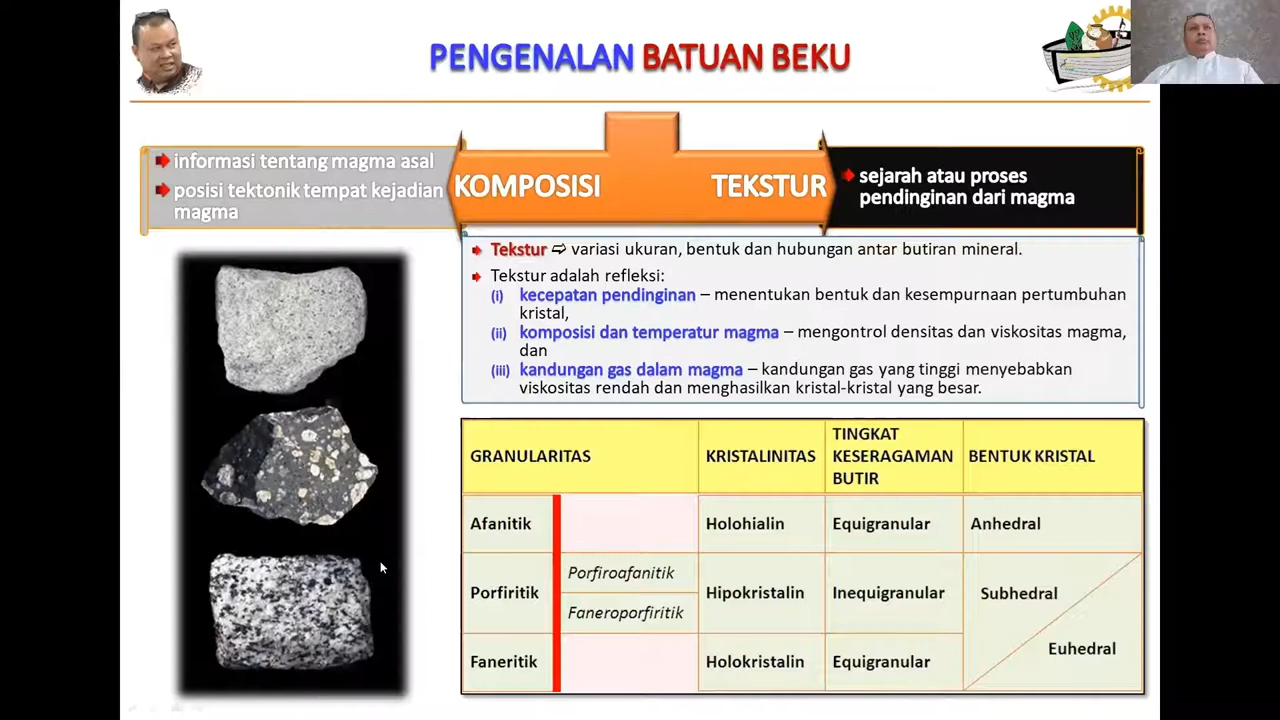 PENGENALAN BATUAN BEKU
informasi tentang magma asal
posisi tektonik tempat kejadian
magma
KOMPOSISI
TEKSTUR
sejarah atau proses
pendinginan dari magma
Tekstur ⇨ variasi ukuran, bentuk dan hubungan antar butiran mineral.
Tekstur adalah refleksi:
(i) kecepatan pendinginan – menentukan bentuk dan kesempurnaan pertumbuhan
kristal,
(ii) komposisi dan temperatur magma – mengontrol densitas dan viskositas magma,
dan
(iii) kandungan gas dalam magma – kandungan gas yang tinggi menyebabkan
viskositas rendah dan menghasilkan kristal-kristal yang besar.
GRANULARITAS
KRISTALINITAS
TINGKAT
KESERAGAMAN
BUTIR
BENTUK KRISTAL
Afanitik
Holohialin
Equigranular
Anhedral
Porfiritik
Porfiroafanitik
Faneroporfiritik
Hipokristalin
Inequigranular
Subhedral
Faneritik
Holokristalin
Equigranular
Euhedral